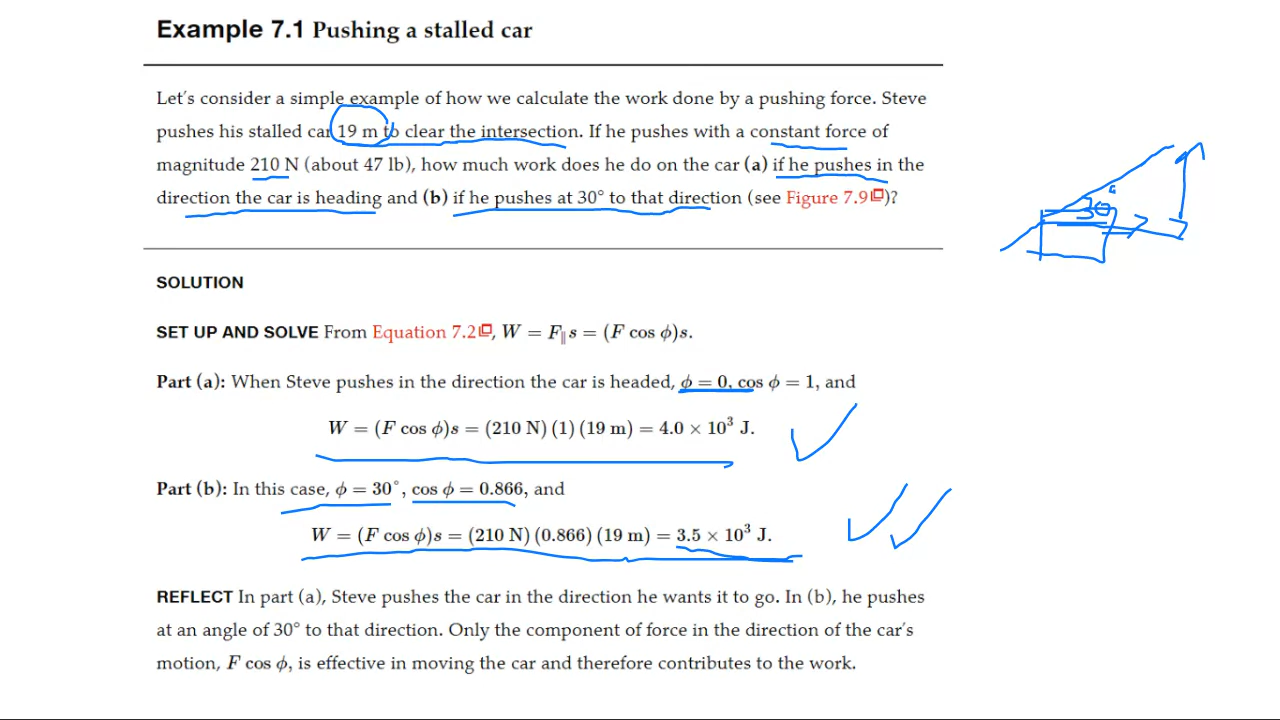 Example 7.1 Pushing a stalled car
Let's consider a simple example of how we calculate the work done by a pushing force. Steve
pushes his stalled car 19 m to clear the intersection. If he pushes with a constant force of
magnitude 210 N (about 47 lb), how much work does he do on the car (a) if he pushes in the
direction the car is heading and (b) if he pushes at 30° to that direction (see Figure 7.9)?
30
SOLUTION
SET UP AND SOLVE From Equation 7.2, W = F∥s = (F cos ϕ)s.
Part (a): When Steve pushes in the direction the car is headed, ϕ = 0, cos ϕ = 1, and
W = (F cos ϕ)s = (210 N) (1) (19 m) = 4.0 × 10³ J.
Part (b): In this case, ϕ = 30°, cos ϕ = 0.866, and
W = (F cos ϕ)s = (210 N) (0.866) (19 m) = 3.5 × 10³ J.
REFLECT In part (a), Steve pushes the car in the direction he wants it to go. In (b), he pushes
at an angle of 30° to that direction. Only the component of force in the direction of the car's
motion, F cos ϕ, is effective in moving the car and therefore contributes to the work.